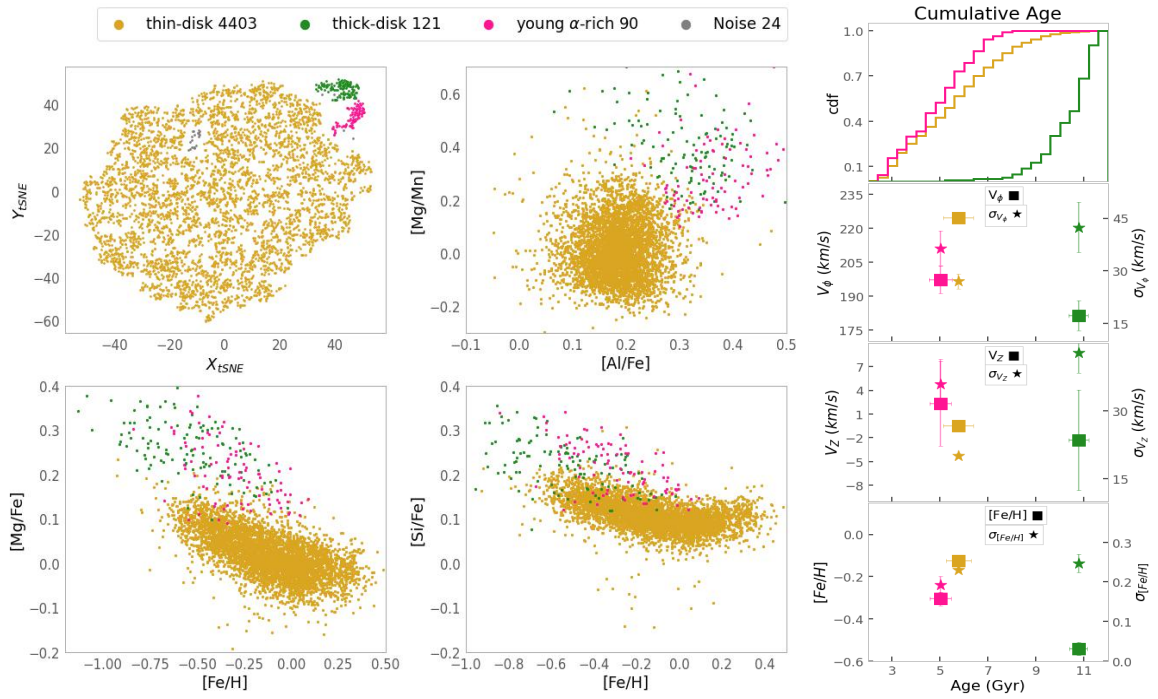 thin-disk 4403 thick-disk 121 young α-rich 90 Noise 24
Y_tSNE
40
20
0
−20
−40
−60
−40 −20 0 20 40
X_tSNE
[Mg/Mn]
0.6
0.4
0.2
0.0
−0.2
−0.1 0.0 0.1 0.2 0.3 0.4 0.5
[Al/Fe]
[Mg/Fe]
0.4
0.3
0.2
0.1
0.0
−0.1
−0.2
−1.00 −0.75 −0.50 −0.25 0.00 0.25 0.50
[Fe/H]
[Si/Fe]
0.4
0.3
0.2
0.1
0.0
−0.1
−0.2
−1.0 −0.8 −0.6 −0.4 −0.2 0.0 0.2 0.4
[Fe/H]
Cumulative Age
cdf
1.0
0.7
0.4
0.1
V_ϕ (km/s)
235
220
205
190
175
V_ϕ
σ_V_ϕ
45
30
15
σ_V_ϕ (km/s)
V_Z (km/s)
7
4
1
−2
−5
−8
V_Z
σ_V_Z
30
15
σ_V_Z (km/s)
[Fe/H]
0.0
−0.2
−0.4
−0.6
[Fe/H]
σ_[Fe/H]
0.3
0.2
0.1
0.0
σ_[Fe/H]
3 5 7 9 11
Age (Gyr)